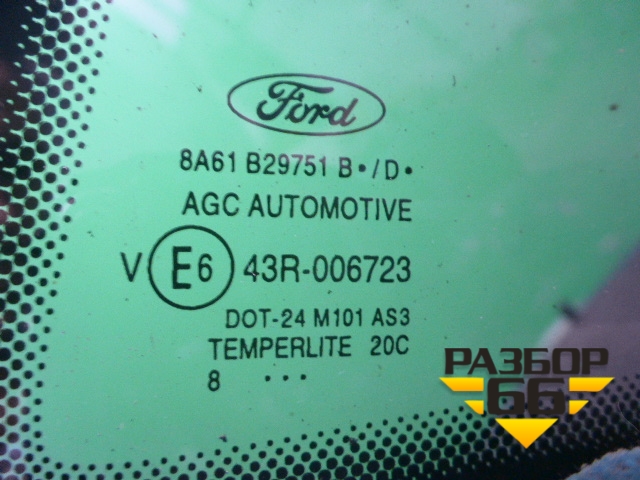 Ford
8A61 B29751 B • / D •
AGC AUTOMOTIVE
V E6 43R-006723
DOT-24 M101 AS3
TEMPERLITE 20C
8 • • •
РАЗБОР
66